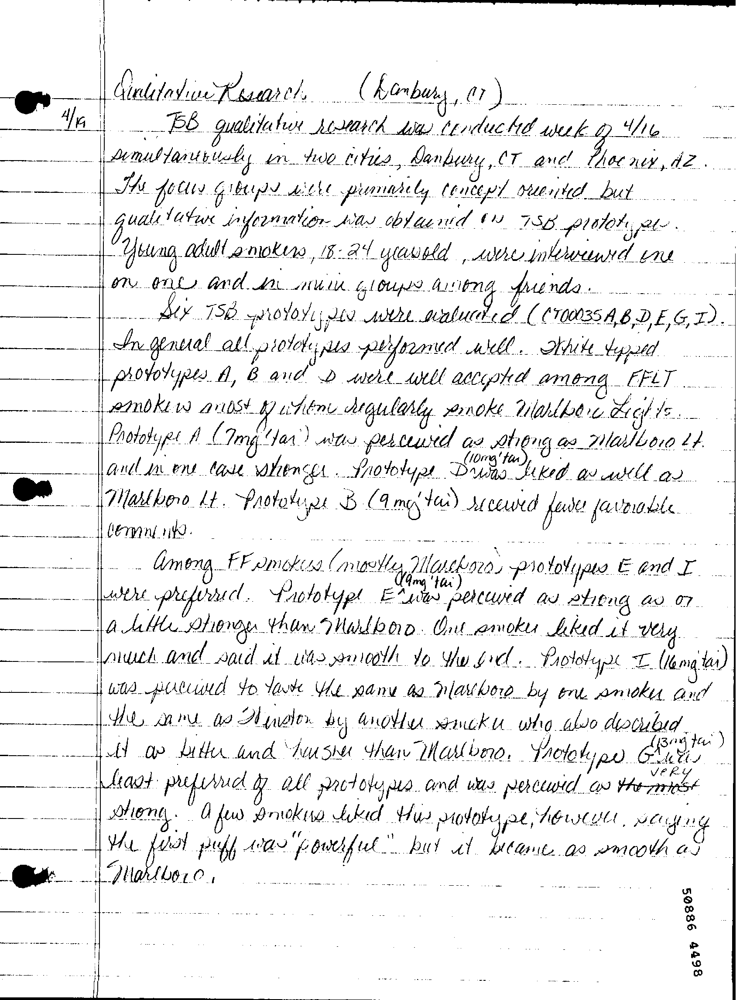 Qualitative Research (Danbury, CT)
4/19
TSB qualitative research was conducted week of 4/16
simultaneously in two cities, Danbury, CT and Phoenix, AZ.
The focus groups were primarily concept oriented but
qualitative information was obtained on TSB prototypes.
Young adult smokers, 18-24 years old, were interviewed one
on one and in mini groups among friends.
Six TSB prototypes were evaluated (CT00035A,B,D,E,G,I).
In general all prototypes performed well. White tipped
prototypes A, B and D were well accepted among FFLT
smokers most of whom regularly smoke Marlboro Lights.
Prototype A (7mg 'tar') was perceived as strong as Marlboro Lt.
and in one case stronger. Prototype D (10mg 'tar') was liked as well as
Marlboro Lt. Prototype B (9mg 'tar') received fewer favorable
comments.
Among FF smokers (mostly Marlboro) prototypes E and I
were preferred. Prototype E (19mg 'tar') was perceived as strong as or
a little stronger than Marlboro. One smoker liked it very
much and said it was smooth to the end. Prototype I (16mg tar)
was perceived to taste the same as Marlboro by one smoker and
the same as Winston by another smoker who also described
it as bitter and harsher than Marlboro. Prototype G (13mg tar) was
least preferred of all prototypes and was perceived as the most VERY
strong. A few smokers liked this prototype, however, saying
the first puff was "powerful" but it became as smooth as
Marlboro.
50886 4498